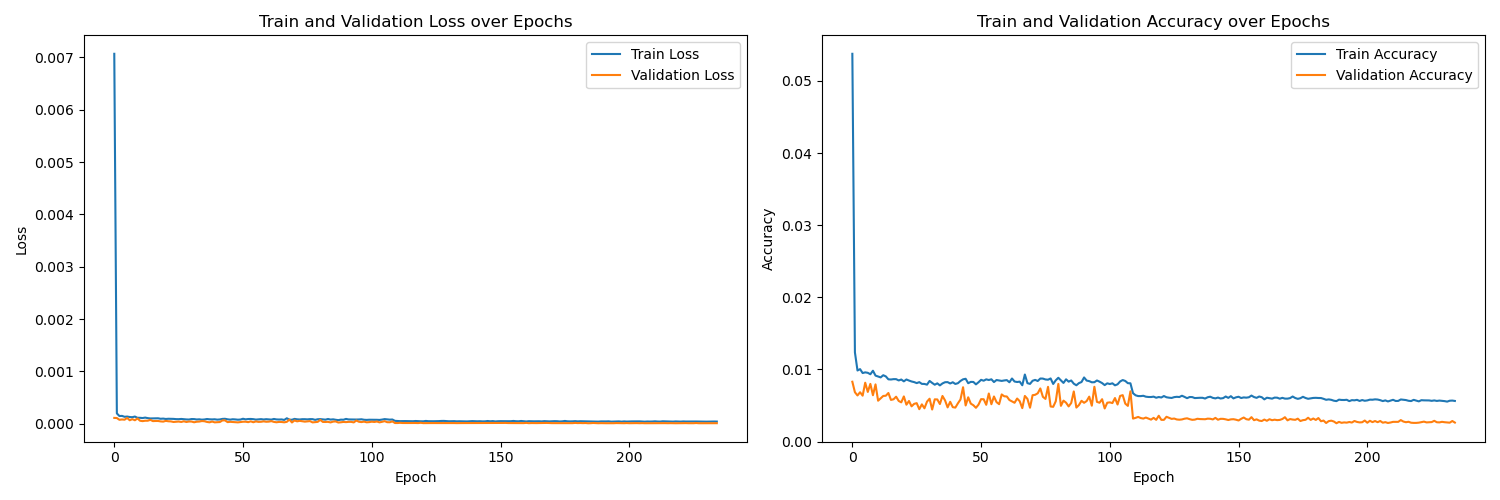 Train and Validation Loss over Epochs
Train Loss
Validation Loss
0.007
0.006
0.005
0.004
0.003
0.002
0.001
0.000
Loss
0
50
100
150
200
Epoch
Train and Validation Accuracy over Epochs
Train Accuracy
Validation Accuracy
0.05
0.04
0.03
0.02
0.01
0.00
Accuracy
0
50
100
150
200
Epoch